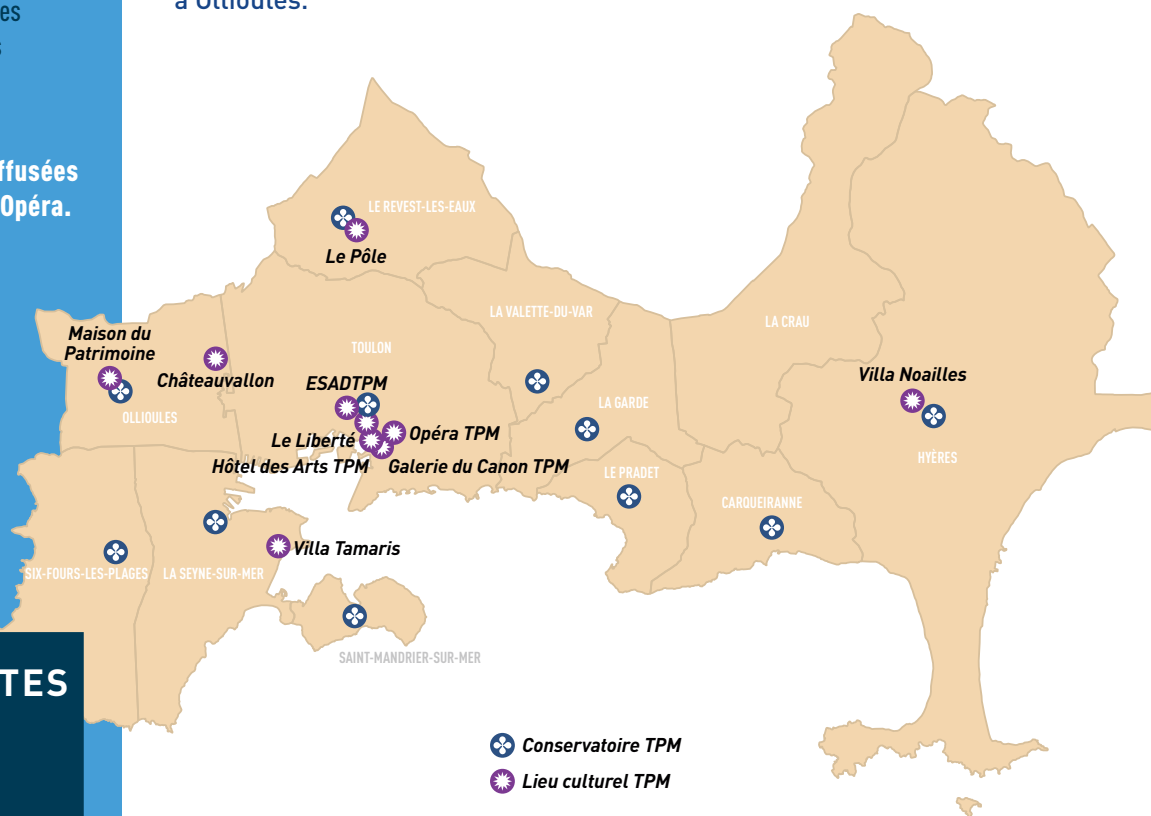 es
à Ollioules.
s
ffusées
Opéra.
LE REVEST-LES-EAUX
Le Pôle
LA VALETTE-DU-VAR
LA CRAU
Maison du
Patrimoine
TOULON
Châteauvallon
ESADTPM
Villa Noailles
OLLIOULES
LA GARDE
Le Liberté
Opéra TPM
Hôtel des Arts TPM
Galerie du Canon TPM
LE PRADET
HYÈRES
CARQUEIRANNE
Villa Tamaris
SIX-FOURS-LES-PLAGES
LA SEYNE-SUR-MER
SAINT-MANDRIER-SUR-MER
TES
Conservatoire TPM
Lieu culturel TPM